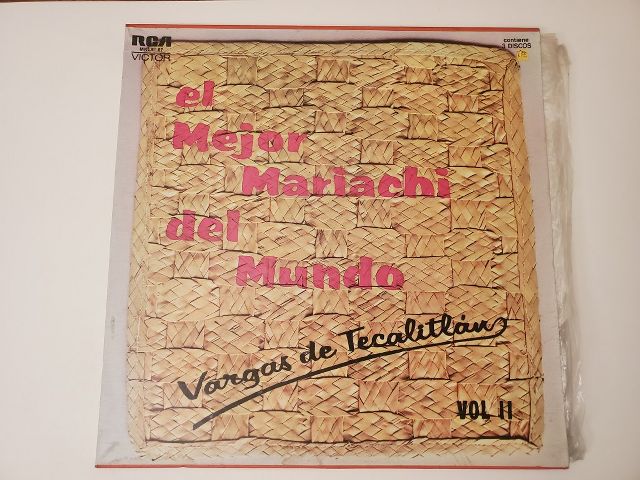 RCA
VICTOR
contiene
3 DISCOS
el
Mejor
Mariachi
del
Mundo
Vargas de Tecalitlán
VOL II